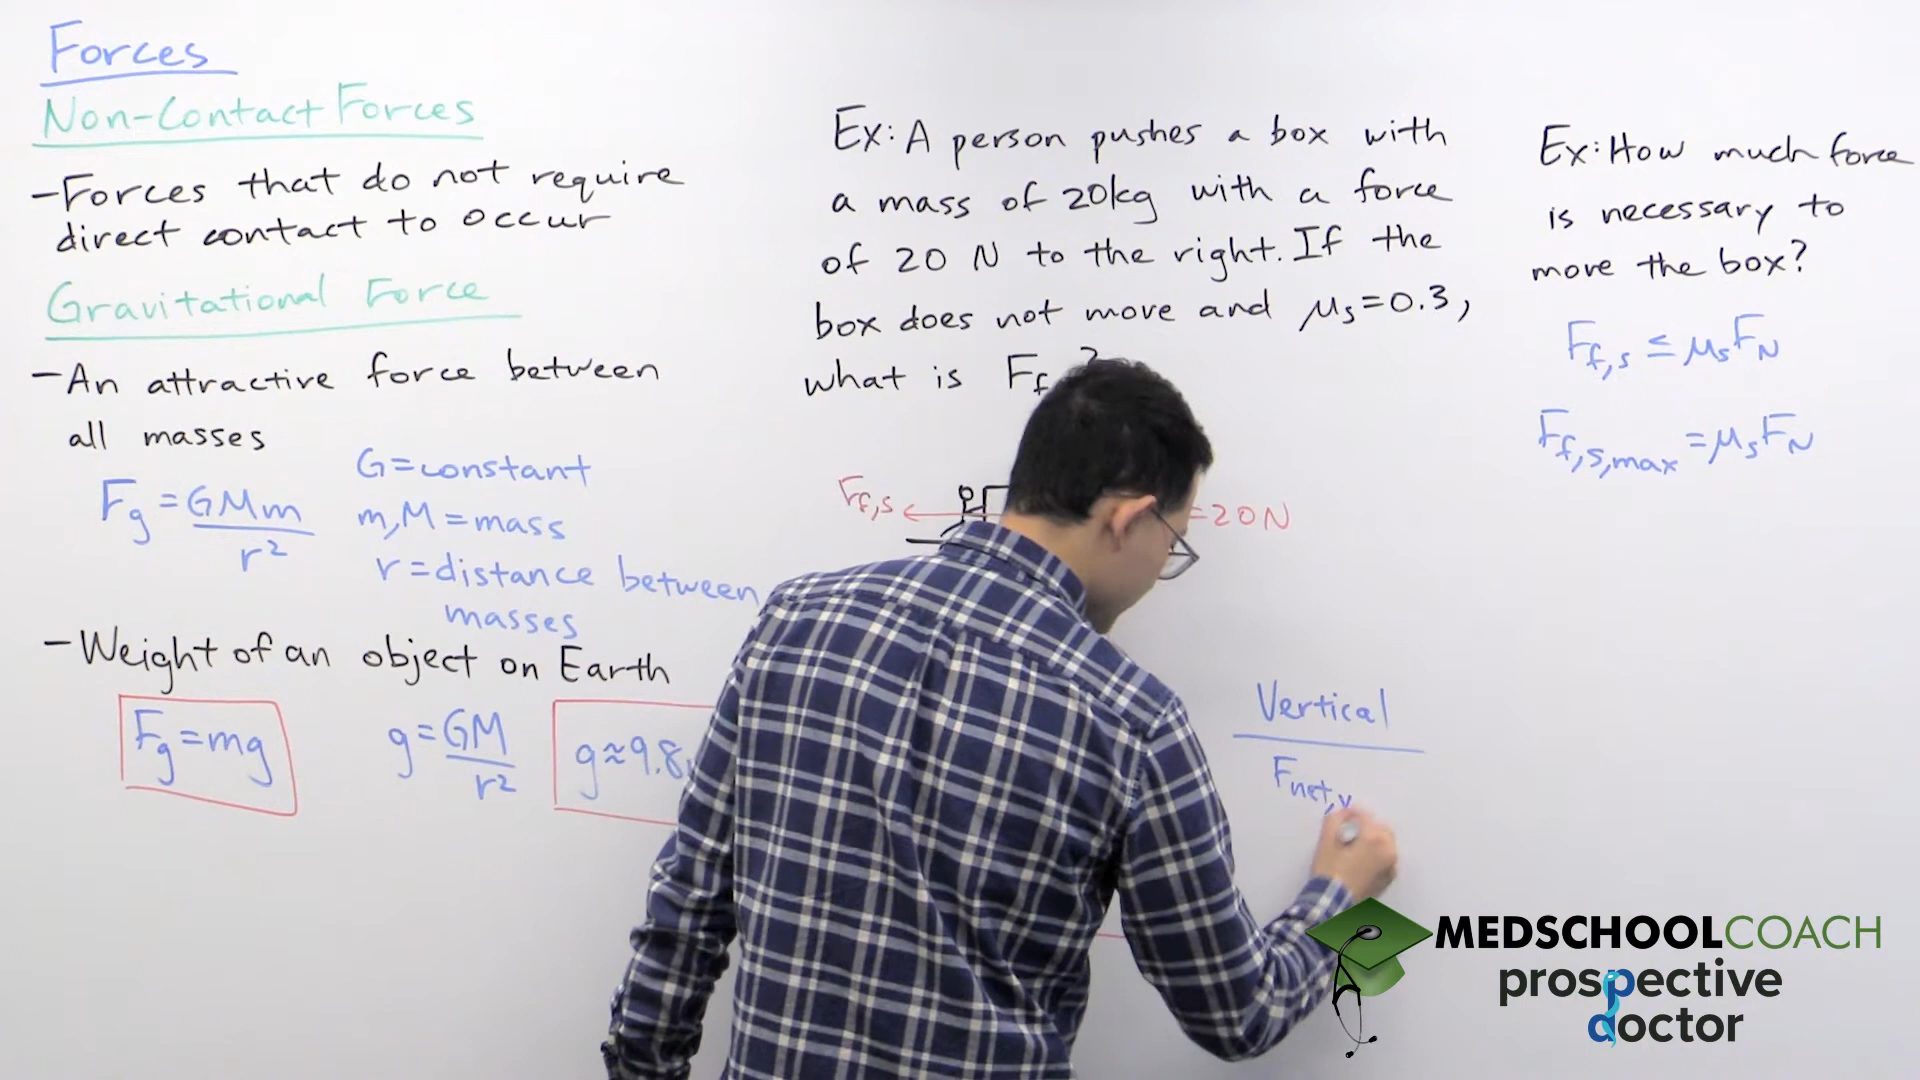 Forces
Non-Contact Forces
-Forces that do not require
direct contact to occur
Gravitational Force
-An attractive force between
all masses
Fg = GMm
r²
G=constant
m,M=mass
r=distance between
masses
-Weight of an object on Earth
Fg=mg
g=GM
r²
g≈9.8
Ex: A person pushes a box with
a mass of 20kg with a force
of 20 N to the right. If the
box does not move and μs=0.3,
what is Ff ?
Ff,s
=20N
Vertical
Fnet,y
Ex: How much force
is necessary to
move the box?
Ff,s ≤ μsFN
Ff,s,max =μsFN
MEDSCHOOLCOACH
prospective
doctor